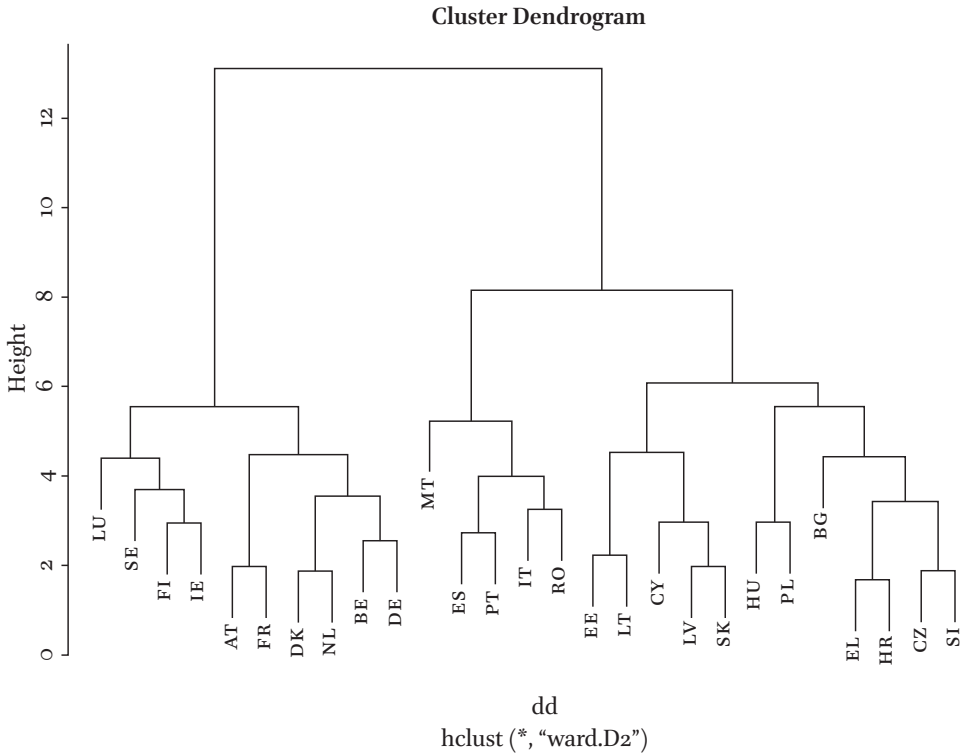 Cluster Dendrogram
Height
0
2
4
6
8
10
12
LU
SE
FI
IE
AT
FR
DK
NL
BE
DE
MT
ES
PT
IT
RO
EE
LT
CY
LV
SK
HU
PL
BG
EL
HR
CZ
SI
dd
hclust (*, “ward.D2”)